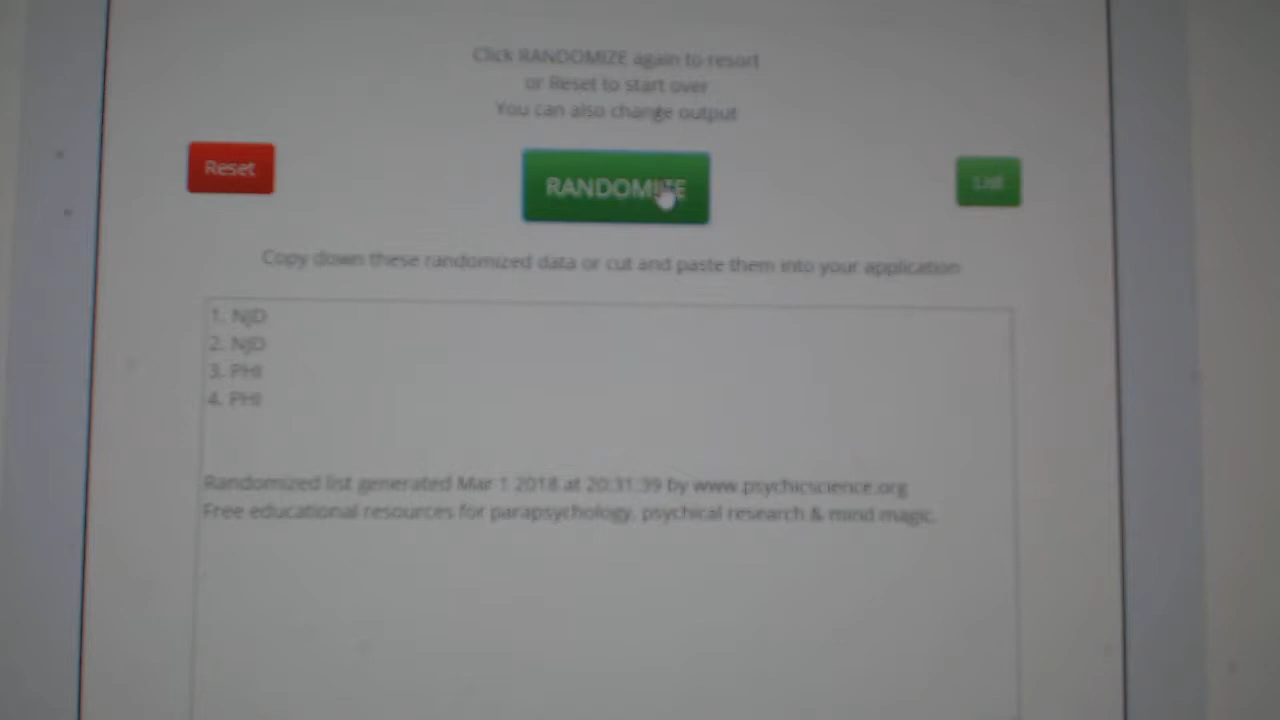 Click RANDOMIZE again to resort
or Reset to start over
You can also change output
Reset
RANDOMIZE
List
Copy down these randomized data or cut and paste them into your application
1. NJD
2. NJD
3. PHI
4. PHI
Randomized list generated Mar 1 2018 at 20:31:39 by www.psychicscience.org
Free educational resources for parapsychology, psychical research & mind magic.